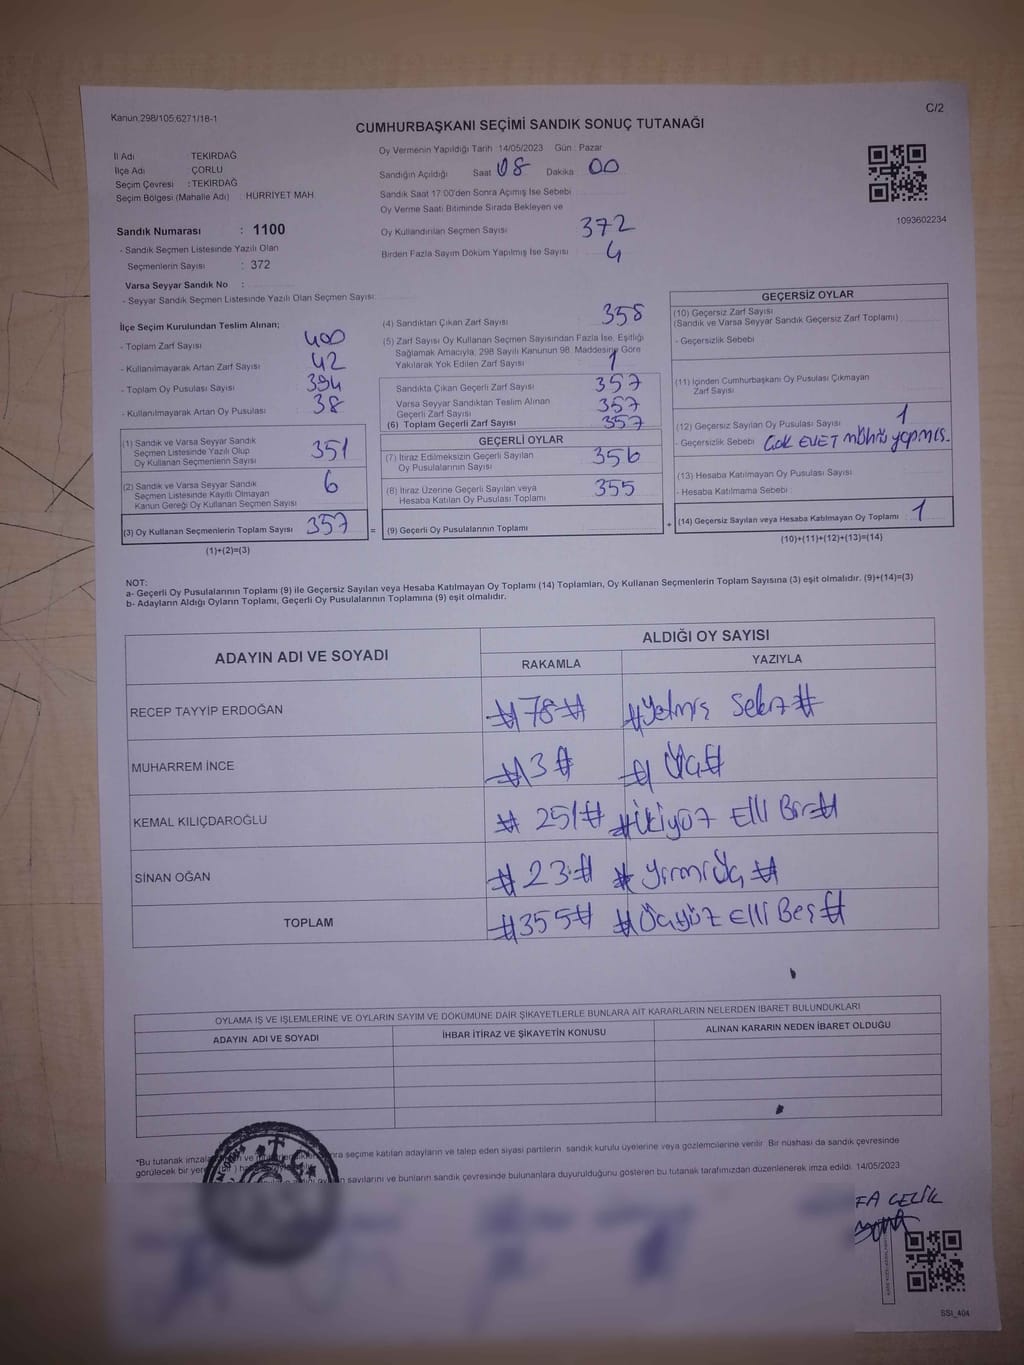 Kanun,298/105;6271/18-1
C/2
CUMHURBAŞKANI SEÇİMİ SANDIK SONUÇ TUTANAĞI
İl Adı : TEKİRDAĞ
İlçe Adı : ÇORLU
Seçim Çevresi : TEKİRDAĞ
Seçim Bölgesi (Mahalle Adı) : HÜRRİYET MAH
Oy Vermenin Yapıldığı Tarih :14/05/2023 Gün : Pazar
Sandığın Açıldığı Saat 08 Dakika 00
Sandık Saat 17:00'den Sonra Açılmış İse Sebebi
Oy Verme Saati Bitiminde Sırada Bekleyen ve
Oy Kullandırılan Seçmen Sayısı 372
Birden Fazla Sayım Döküm Yapılmış İse Sayısı 4
1093602234
Sandık Numarası : 1100
- Sandık Seçmen Listesinde Yazılı Olan
Seçmenlerin Sayısı : 372
Varsa Seyyar Sandık No :
- Seyyar Sandık Seçmen Listesinde Yazılı Olan Seçmen Sayısı:
İlçe Seçim Kurulundan Teslim Alınan;
- Toplam Zarf Sayısı 400
- Kullanılmayarak Artan Zarf Sayısı 42
- Toplam Oy Pusulası Sayısı 394
- Kullanılmayarak Artan Oy Pusulası 38
(1) Sandık ve Varsa Seyyar Sandık
Seçmen Listesinde Yazılı Olup
Oy Kullanan Seçmenlerin Sayısı 351
(2) Sandık ve Varsa Seyyar Sandık
Seçmen Listesinde Kayıtlı Olmayan
Kanun Gereği Oy Kullanan Seçmen Sayısı 6
(3) Oy Kullanan Seçmenlerin Toplam Sayısı 357 =
(1)+(2)=(3)
(4) Sandıktan Çıkan Zarf Sayısı 358
(5) Zarf Sayısı Oy Kullanan Seçmen Sayısından Fazla İse, Eşitliği
Sağlamak Amacıyla, 298 Sayılı Kanunun 98. Maddesine Göre
Yakılarak Yok Edilen Zarf Sayısı 1
Sandıkta Çıkan Geçerli Zarf Sayısı 357
Varsa Seyyar Sandıktan Teslim Alınan
Geçerli Zarf Sayısı 357
(6) Toplam Geçerli Zarf Sayısı 357
GEÇERLİ OYLAR
(7) İtiraz Edilmeksizin Geçerli Sayılan
Oy Pusulalarının Sayısı 356
(8) İtiraz Üzerine Geçerli Sayılan veya
Hesaba Katılan Oy Pusulası Toplamı 355
(9) Geçerli Oy Pusulalarının Toplamı +
GEÇERSİZ OYLAR
(10) Geçersiz Zarf Sayısı
(Sandık ve Varsa Seyyar Sandık Geçersiz Zarf Toplamı)
- Geçersizlik Sebebi
(11) İçinden Cumhurbaşkanı Oy Pusulası Çıkmayan
Zarf Sayısı
(12) Geçersiz Sayılan Oy Pusulası Sayısı 1
- Geçersizlik Sebebi Çok EVET mührü yapmış.
(13) Hesaba Katılmayan Oy Pusulası Sayısı
- Hesaba Katılmama Sebebi :
(14) Geçersiz Sayılan veya Hesaba Katılmayan Oy Toplamı : 1
(10)+(11)+(12)+(13)=(14)
NOT:
a- Geçerli Oy Pusulalarının Toplamı (9) ile Geçersiz Sayılan veya Hesaba Katılmayan Oy Toplamı (14) Toplamları, Oy Kullanan Seçmenlerin Toplam Sayısına (3) eşit olmalıdır. (9)+(14)=(3)
b- Adayların Aldığı Oyların Toplamı, Geçerli Oy Pusulalarının Toplamına (9) eşit olmalıdır.
ADAYIN ADI VE SOYADI
ALDIĞI OY SAYISI
RAKAMLA YAZIYLA
RECEP TAYYİP ERDOĞAN #78# #Yetmiş Sekiz#
MUHARREM İNCE #3# # Üç#
KEMAL KILIÇDAROĞLU # 251# #İkiyüz Elli Bir#
SİNAN OĞAN #23# # yirmi Üç #
TOPLAM #355# #Üçyüz Elli Beş#
OYLAMA İŞ VE İŞLEMLERİNE VE OYLARIN SAYIM VE DÖKÜMÜNE DAİR ŞİKAYETLERLE BUNLARA AİT KARARLARIN NELERDEN İBARET BULUNDUKLARI
ADAYIN ADI VE SOYADI İHBAR İTİRAZ VE ŞİKAYETİN KONUSU ALINAN KARARIN NEDEN İBARET OLDUĞU
*Bu tutanak seçime katılan adayların ve talep eden siyasi partilerin sandık kurulu üyelerine veya gözlemcilerine verilir. Bir nüshası da sandık çevresinde
görülecek bir sayılarını ve bunların sandık çevresinde bulunanlara duyurulduğunu gösteren bu tutanak tarafımızdan düzenlenerek imza edildi. 14/05/2023
FA ÇELİK
SSI_404